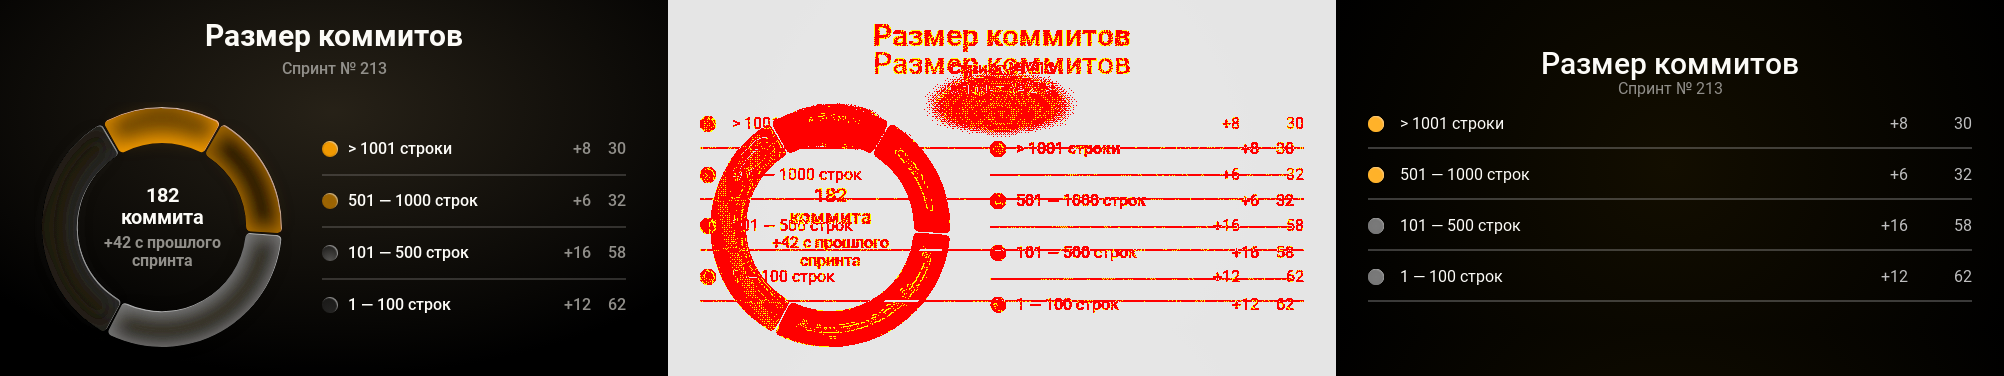 Размер коммитов
Спринт № 213
182
коммита
+42 с прошлого
спринта
> 1001 строки +8 30
501 — 1000 строк +6 32
101 — 500 строк +16 58
1 — 100 строк +12 62
Размер коммитов
Размер коммитов
> 100
+8 30
> 1001 строки +8 30
— 1000 строк +6 32
182
501 — 1000 строк +6 32
коммита
01 — 500 строк +16 58
+42 с прошлого
101 — 500 строк +16 58
спринта
100 строк +12 62
1 — 100 строк +12 62
Размер коммитов
Спринт № 213
> 1001 строки +8 30
501 — 1000 строк +6 32
101 — 500 строк +16 58
1 — 100 строк +12 62